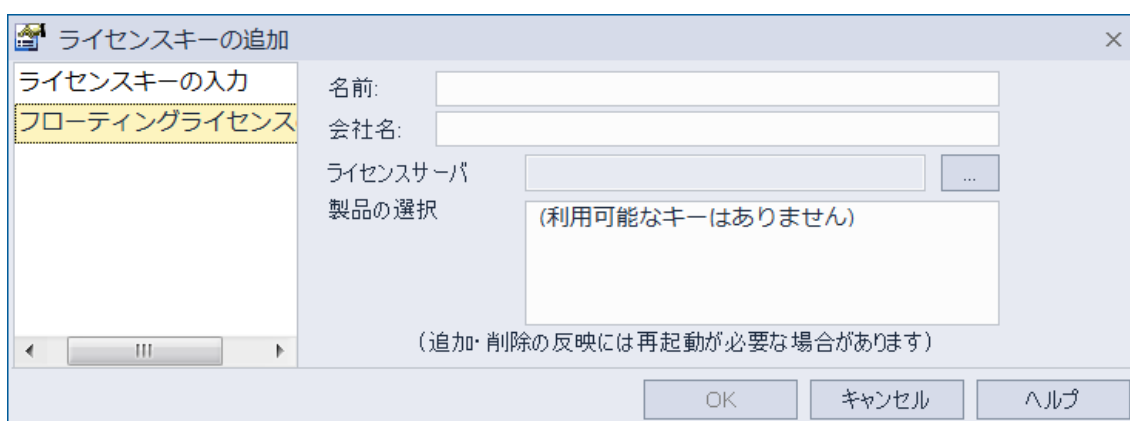 ライセンスキーの追加
ライセンスキーの入力
フローティングライセンス
名前:
会社名:
ライセンスサーバ
...
製品の選択
(利用可能なキーはありません)
(追加・削除の反映には再起動が必要な場合があります)
OK
キャンセル
ヘルプ